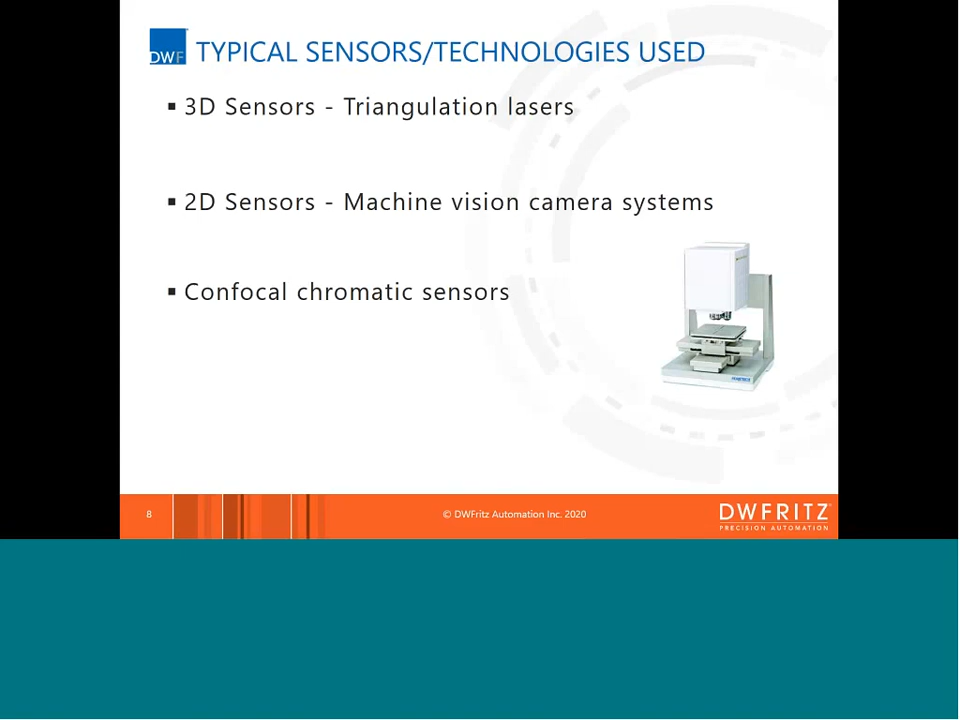 DWF
TYPICAL SENSORS/TECHNOLOGIES USED
▪ 3D Sensors - Triangulation lasers
▪ 2D Sensors - Machine vision camera systems
▪ Confocal chromatic sensors
8
© DWFritz Automation Inc. 2020
DWFRITZ
PRECISION AUTOMATION